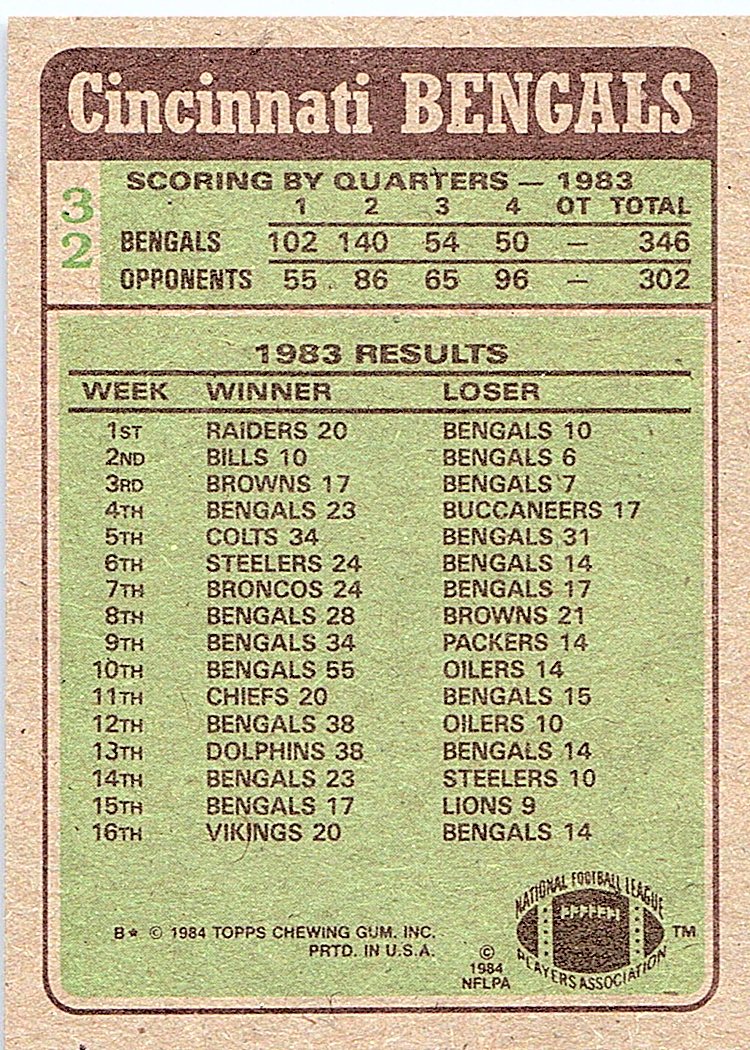 Cincinnati BENGALS
32
SCORING BY QUARTERS — 1983
1 2 3 4 OT TOTAL
BENGALS 102 140 54 50 — 346
OPPONENTS 55 86 65 96 — 302
1983 RESULTS
WEEK WINNER LOSER
1ST RAIDERS 20 BENGALS 10
2ND BILLS 10 BENGALS 6
3RD BROWNS 17 BENGALS 7
4TH BENGALS 23 BUCCANEERS 17
5TH COLTS 34 BENGALS 31
6TH STEELERS 24 BENGALS 14
7TH BRONCOS 24 BENGALS 17
8TH BENGALS 28 BROWNS 21
9TH BENGALS 34 PACKERS 14
10TH BENGALS 55 OILERS 14
11TH CHIEFS 20 BENGALS 15
12TH BENGALS 38 OILERS 10
13TH DOLPHINS 38 BENGALS 14
14TH BENGALS 23 STEELERS 10
15TH BENGALS 17 LIONS 9
16TH VIKINGS 20 BENGALS 14
B* © 1984 TOPPS CHEWING GUM. INC.
PRTD. IN U.S.A.
©
1984
NFLPA
NATIONAL FOOTBALL LEAGUE
PLAYERS ASSOCIATION
TM